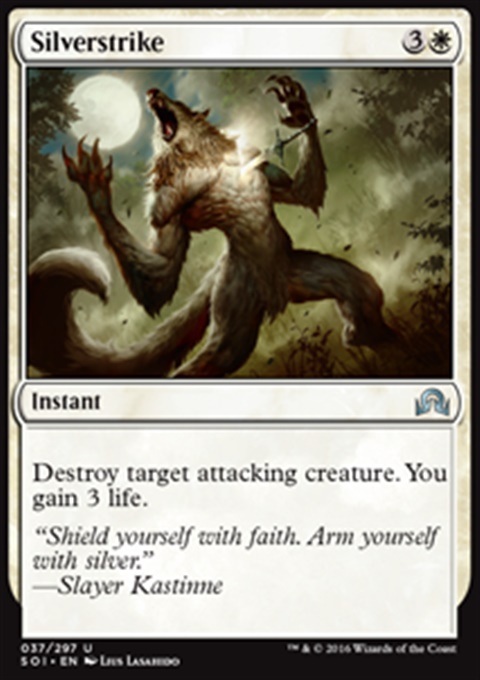 Silverstrike 3
Instant
Destroy target attacking creature. You
gain 3 life.
“Shield yourself with faith. Arm yourself
with silver.”
—Slayer Kastinne
037/297 U
SOI • EN Lius Lasahido
™ & © 2016 Wizards of the Coast